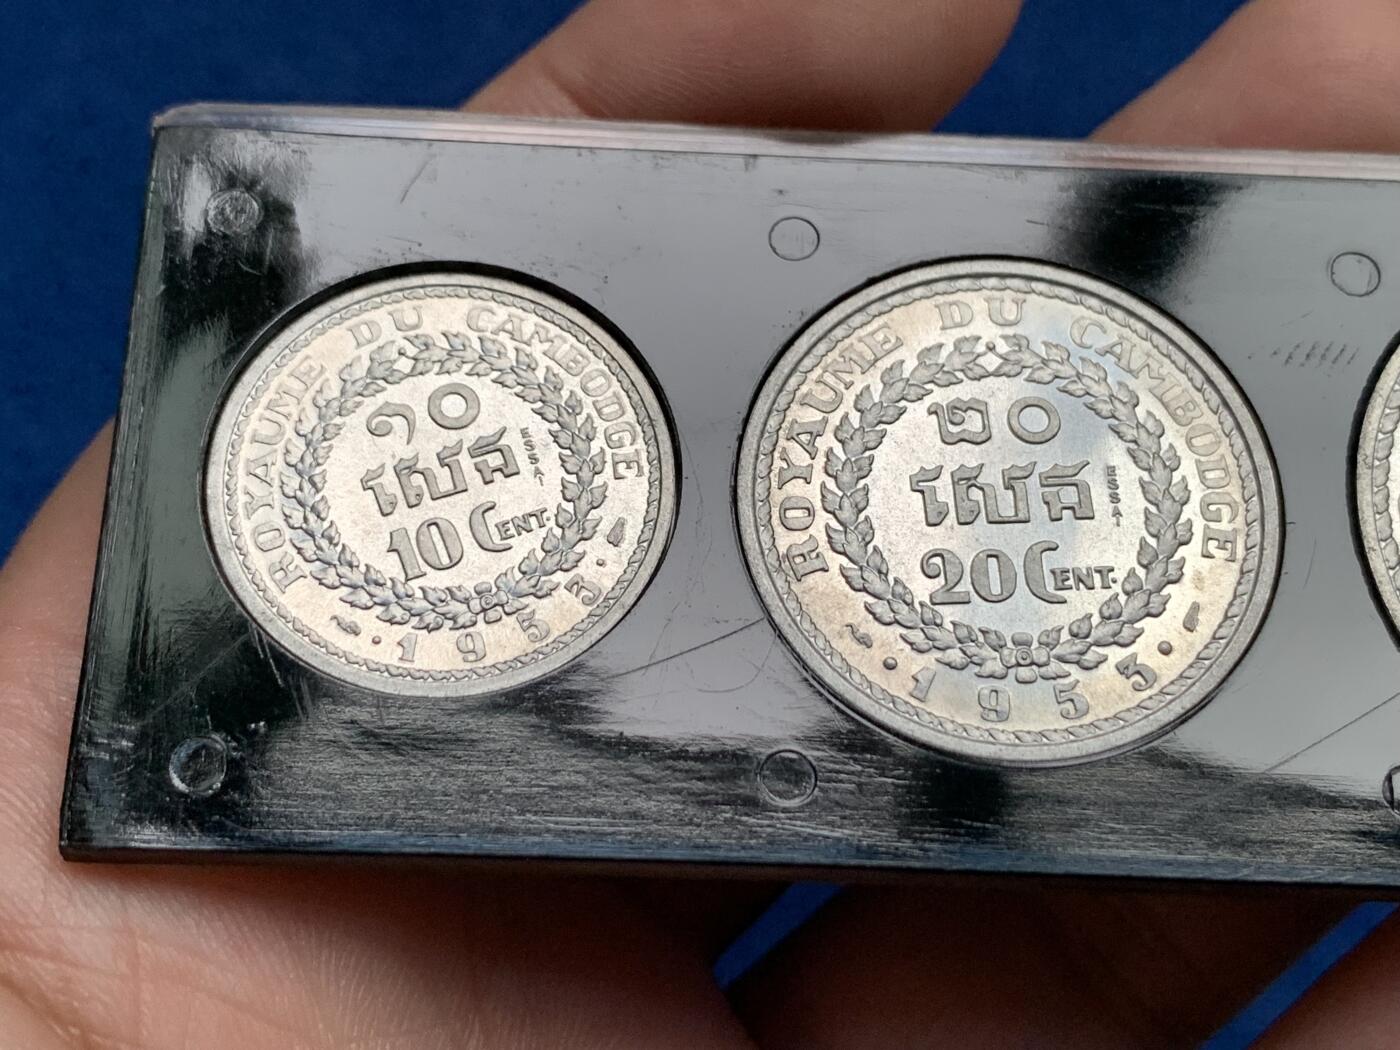 ROYAUME DU CAMBODGE
១០
សេន
ESSAI
10 CENT.
1953
ROYAUME DU CAMBODGE
២០
សេន
ESSAI
20 CENT.
1953